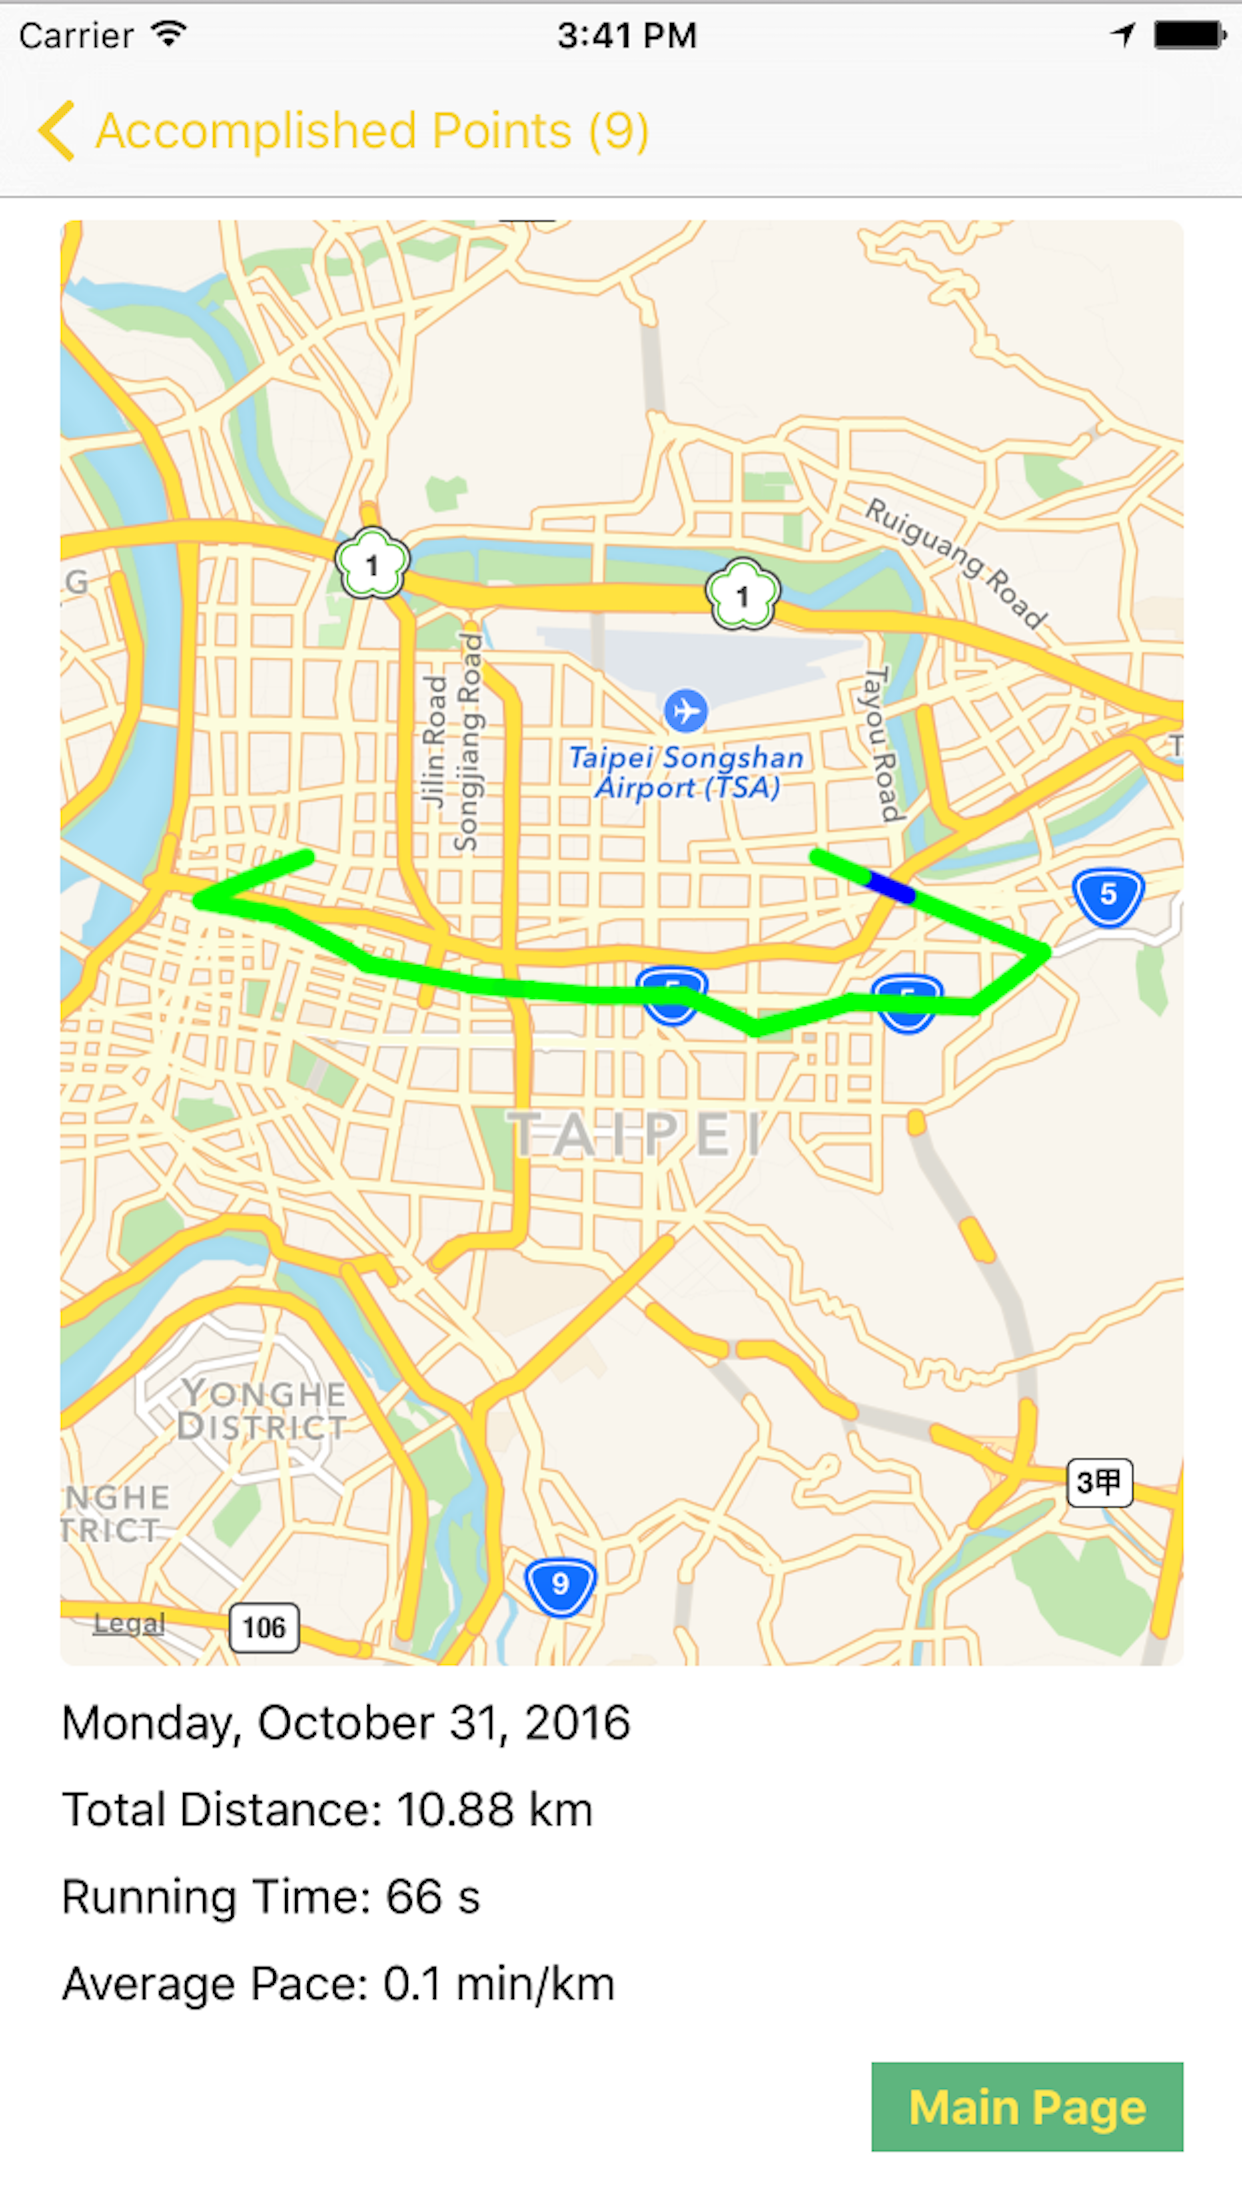 Carrier
3:41 PM
Accomplished Points (9)
Ruiguang Road
1
1
G
Jilin Road
Songjiang Road
Tayou Road
Taipei Songshan
Airport (TSA)
T
5
5
5
TAIPEI
YONGHE
DISTRICT
NGHE
TRICT
3甲
9
Legal
106
Monday, October 31, 2016
Total Distance: 10.88 km
Running Time: 66 s
Average Pace: 0.1 min/km
Main Page